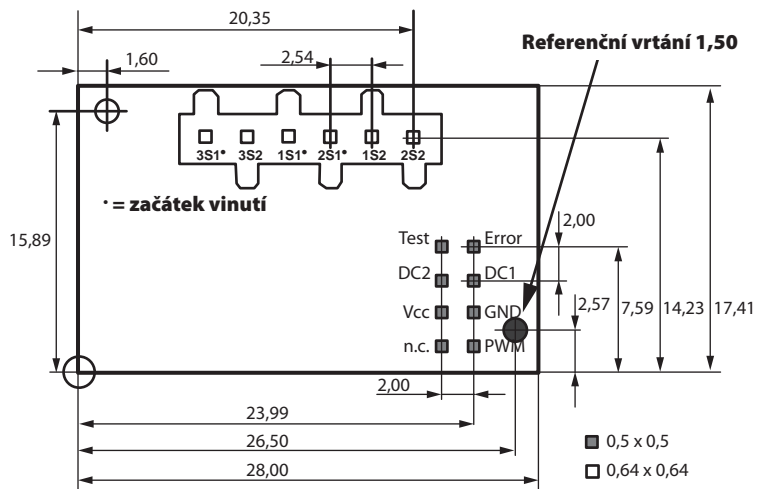 20,35
Referenční vrtání 1,50
1,60
2,54
3S1• 3S2 1S1• 2S1• 1S2 2S2
• = začátek vinutí
15,89
Test Error
2,00
DC2 DC1
Vcc GND
2,57 7,59 14,23 17,41
n.c. PWM
2,00
23,99
26,50
0,5 x 0,5
28,00
0,64 x 0,64